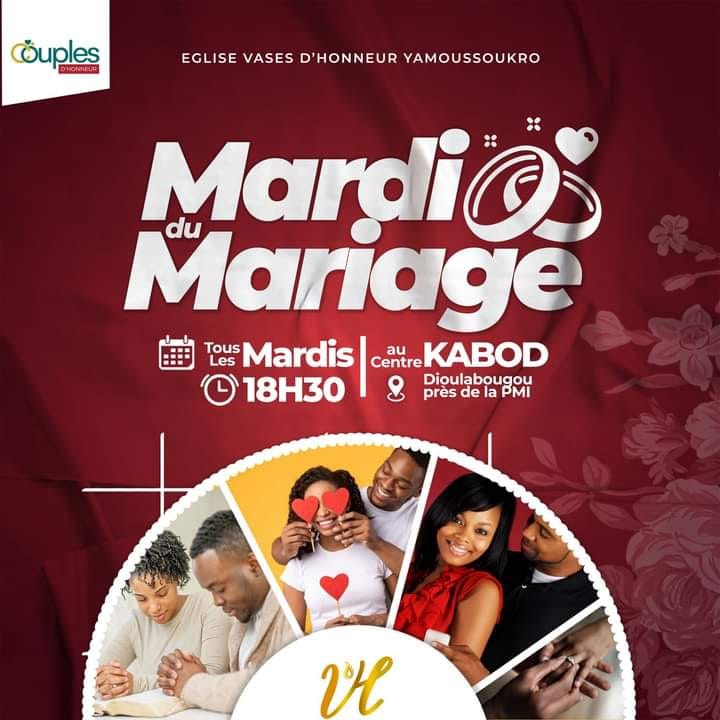 Couples
D'HONNEUR
EGLISE VASES D'HONNEUR YAMOUSSOUKRO
Mardi
du
Mariage
Tous
Les
Mardis
18H30
au
Centre
KABOD
Dioulabougou
près de la PMI
VH